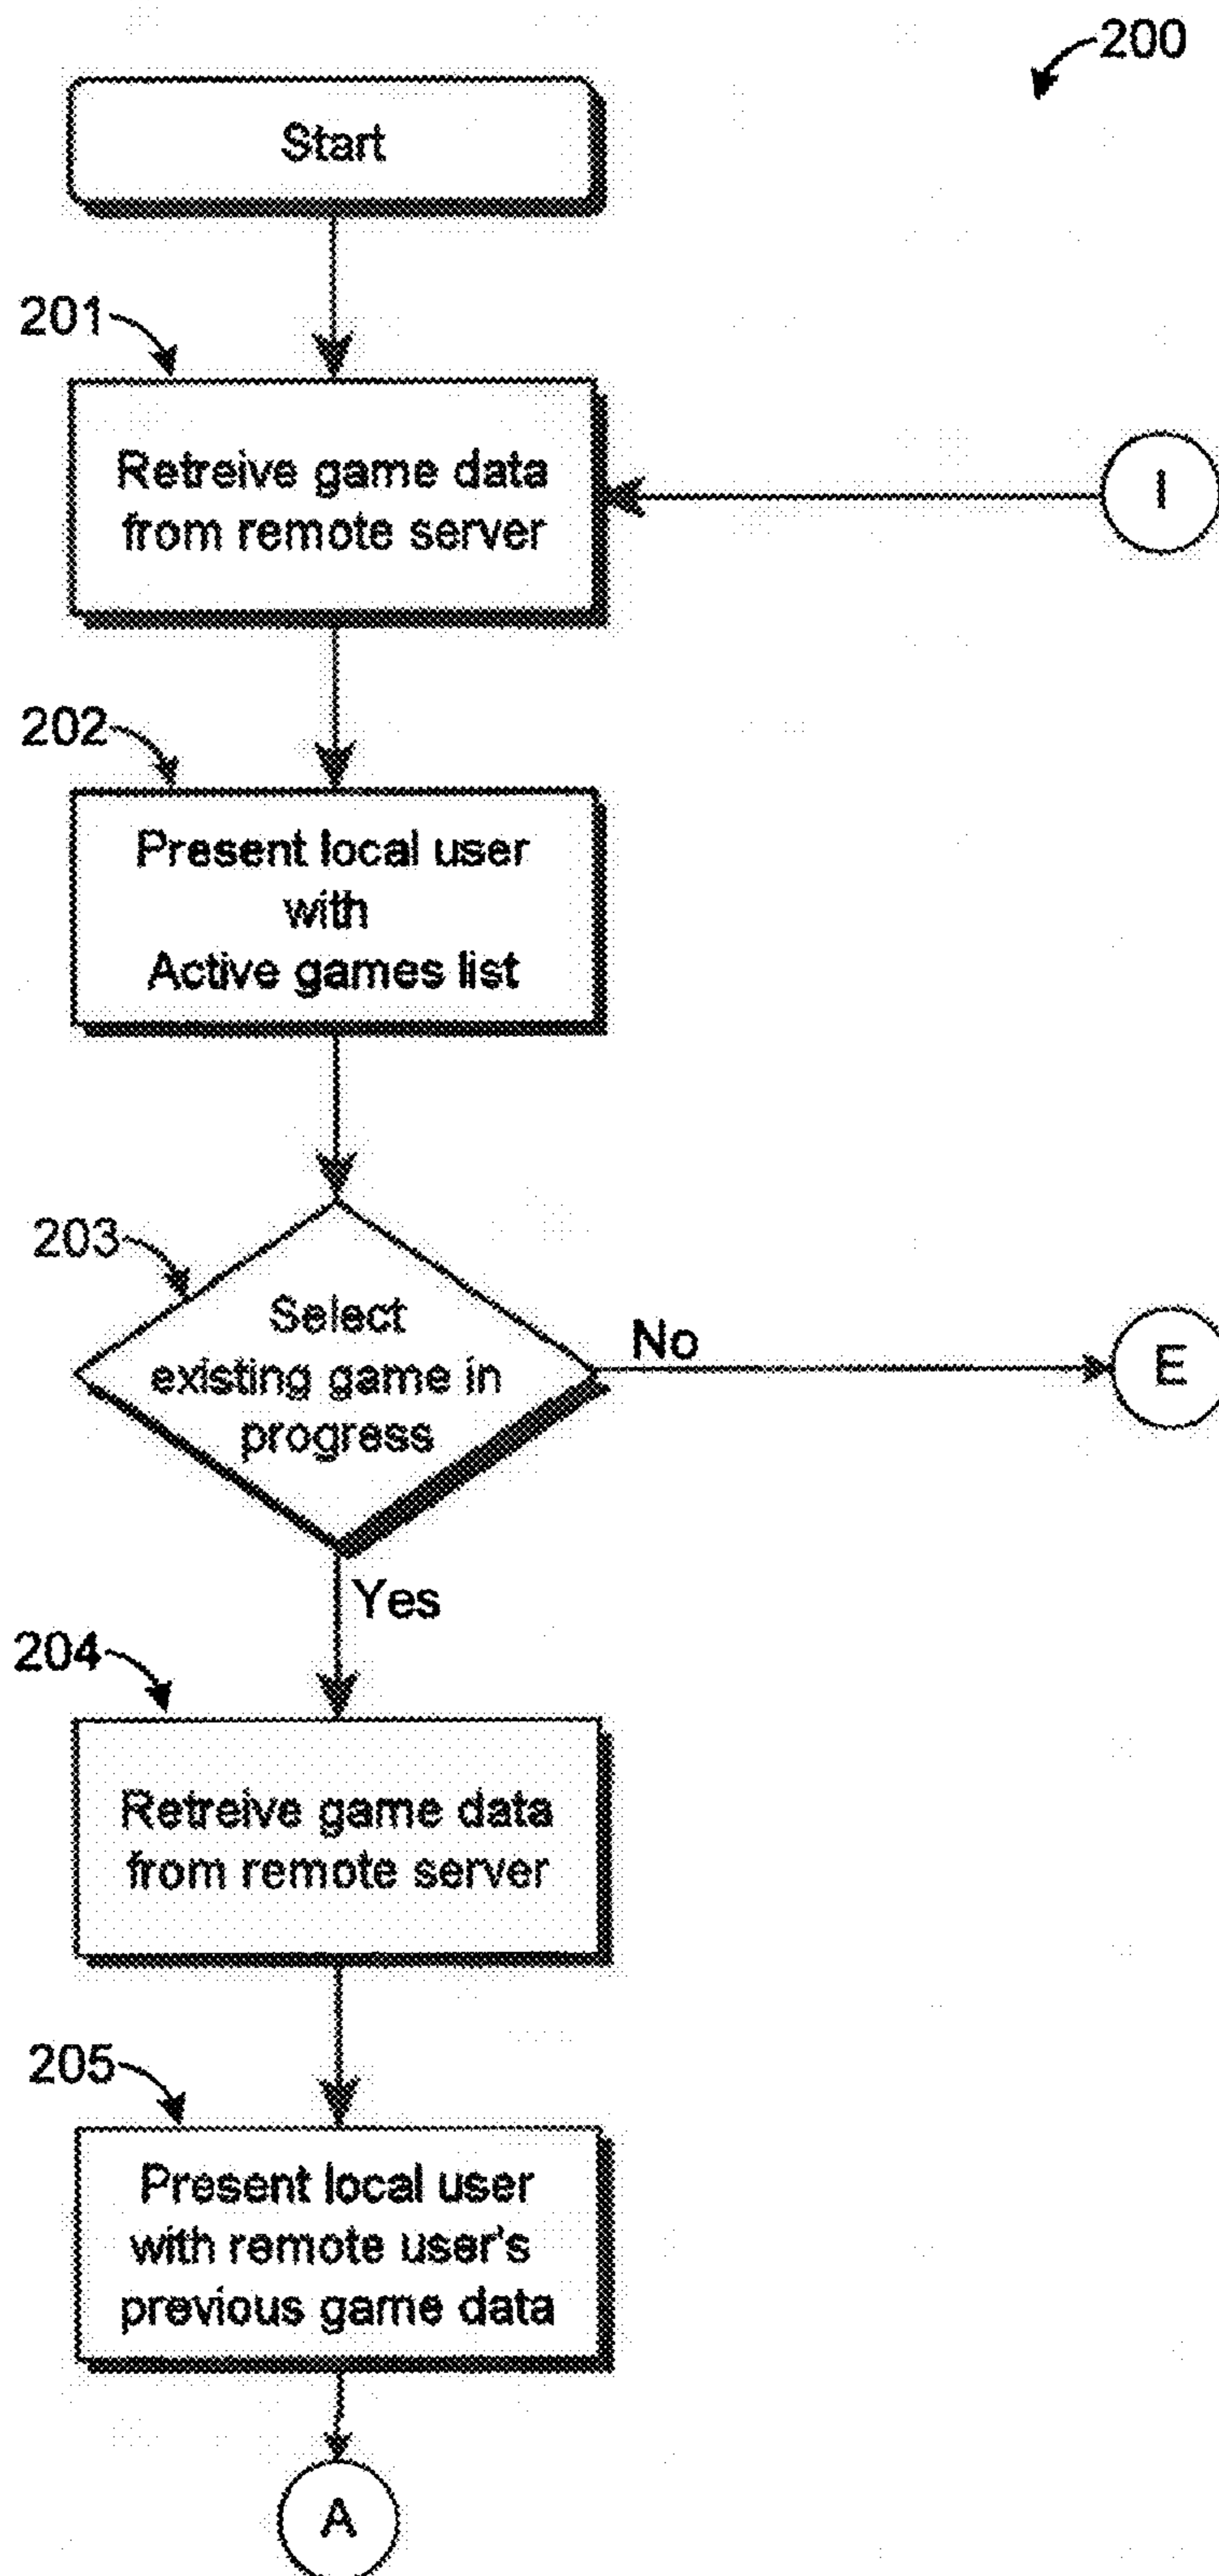 200
Start
201
Retreive game data
from remote server
I
202
Present local user
with
Active games list
203
Select
existing game in
progress
No
E
Yes
204
Retreive game data
from remote server
205
Present local user
with remote user's
previous game data
A